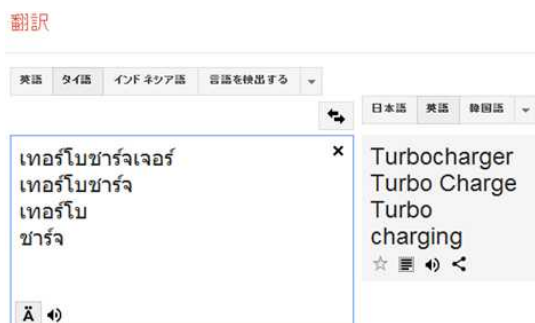 翻訳
英語 タイ語 インドネシア語 言語を検出する
日本語 英語 韓国語
เทอร์โบชาร์จเจอร์
เทอร์โบชาร์จ
เทอร์โบ
ชาร์จ
Ä
Turbocharger
Turbo Charge
Turbo
charging